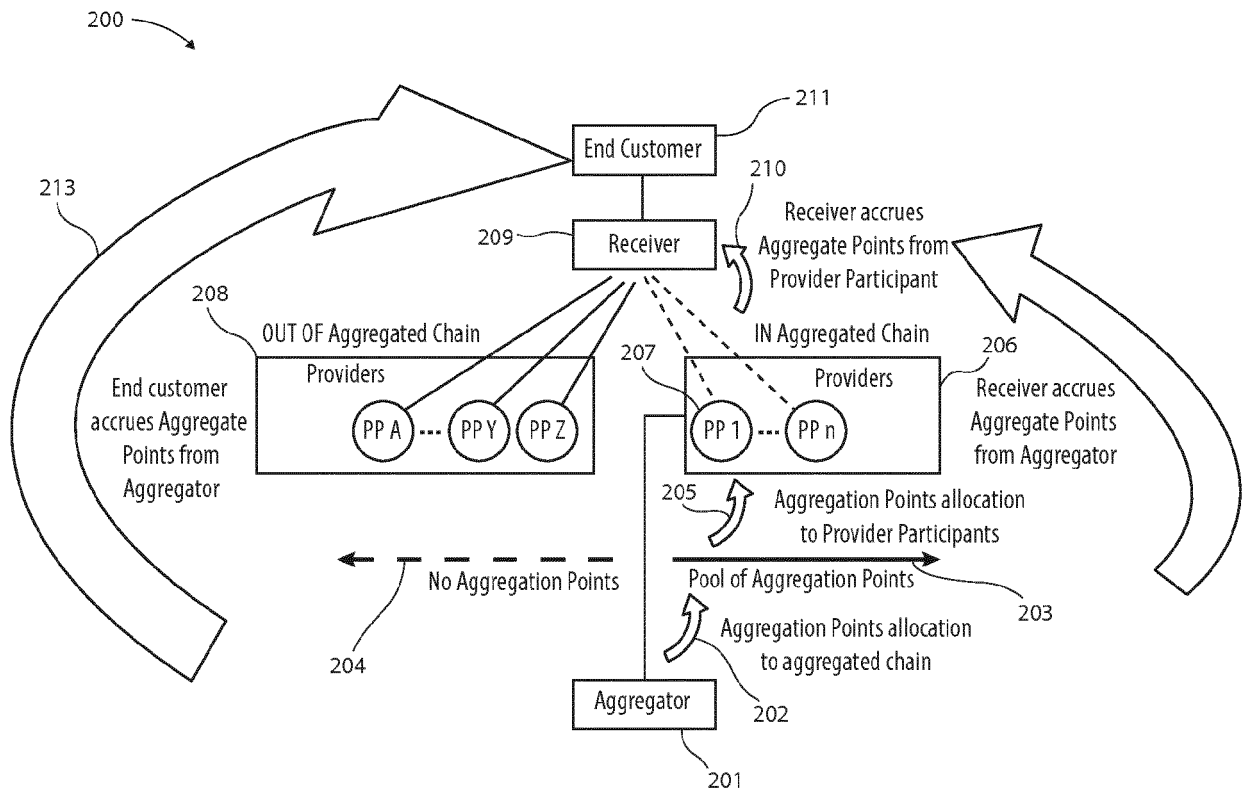 200
211
End Customer
213
210
209
Receiver
Receiver accrues
Aggregate Points from
Provider Participant
208
OUT OF Aggregated Chain
IN Aggregated Chain
207
206
Providers
Providers
End customer
accrues Aggregate
Points from
Aggregator
PP A
PP Y
PP Z
PP 1
PP n
Receiver accrues
Aggregate Points
from Aggregator
205
Aggregation Points allocation
to Provider Participants
No Aggregation Points
Pool of Aggregation Points
203
204
Aggregation Points allocation
to aggregated chain
202
Aggregator
201